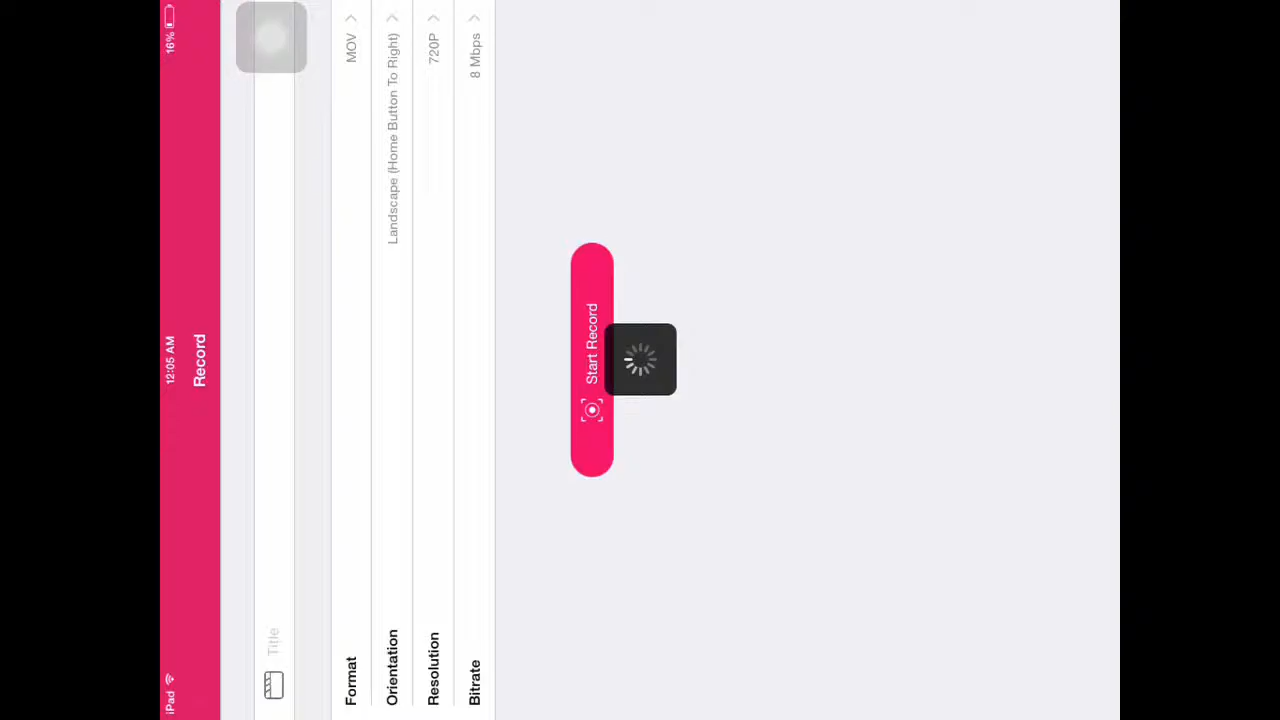 iPad 12:05 AM 16%
Record
Title
Format MOV
Orientation Landscape (Home Button To Right)
Resolution 720P
Bitrate 8 Mbps
Start Record